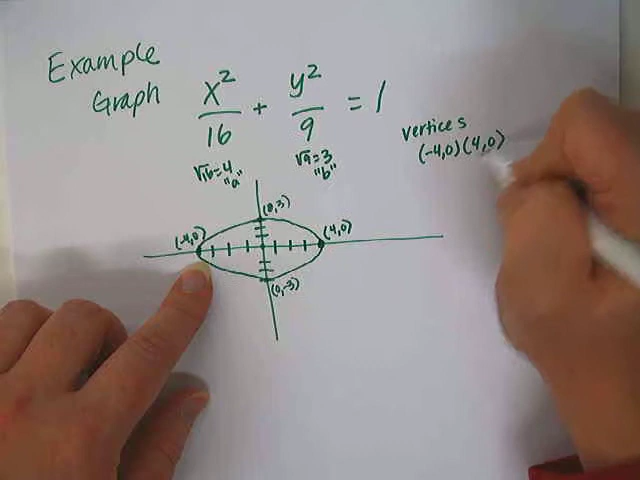 Example
Graph
x²/16 + y²/9 = 1
√16=4
"a"
√9=3
"b"
vertices
(-4,0)(4,0)
(0,3)
(-4,0)
(4,0)
(0,-3)